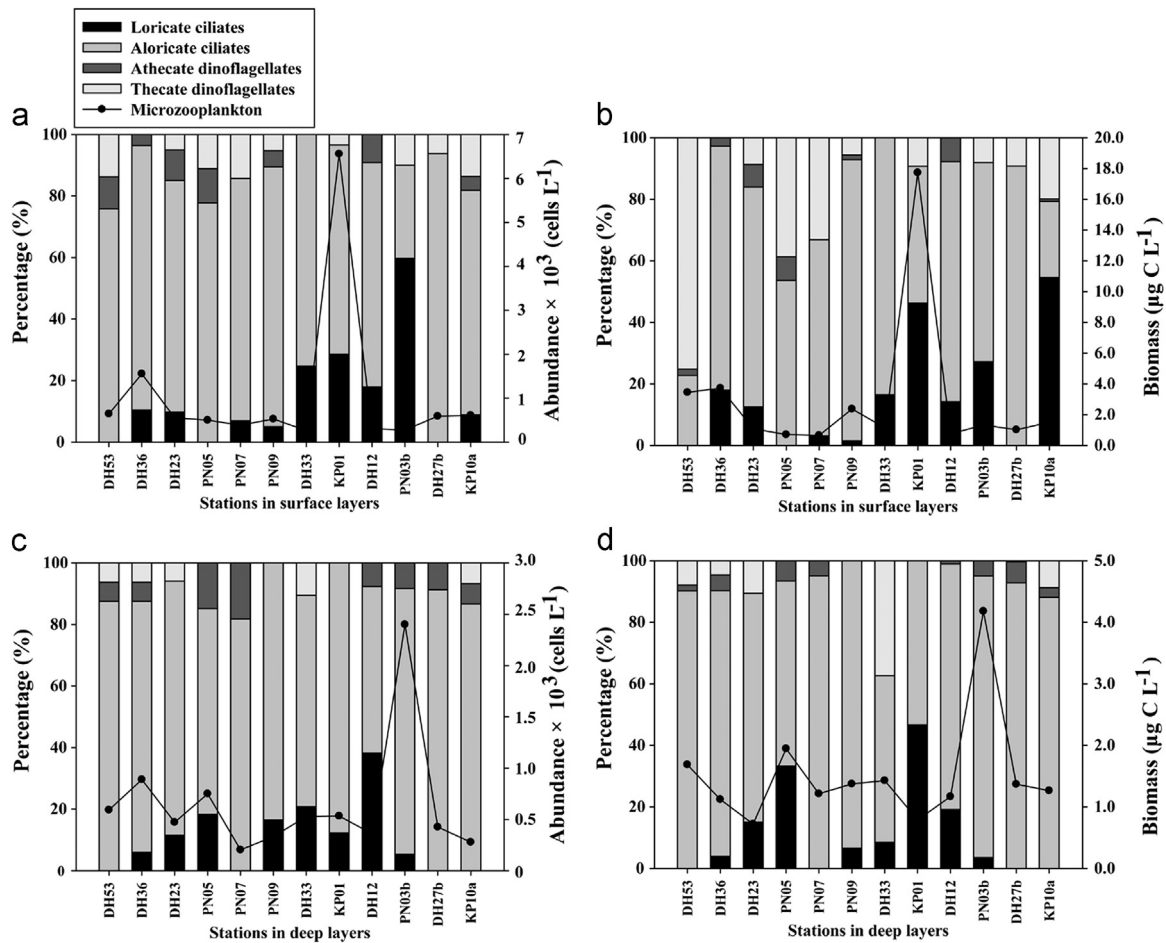 Loricate ciliates
Aloricate ciliates
Athecate dinoflagellates
Thecate dinoflagellates
Microzooplankton
a
100
80
60
40
20
0
Percentage (%)
7
6
5
4
3
2
1
0
Abundance × 10³ (cells L⁻¹)
DH53 DH36 DH23 PN05 PN07 PN09 DH33 KP01 DH12 PN03b DH27b KP10a
Stations in surface layers
b
100
80
60
40
20
0
Percentage (%)
20.0
18.0
16.0
14.0
12.0
10.0
8.0
6.0
4.0
2.0
0.0
Biomass (µg C L⁻¹)
DH53 DH36 DH23 PN05 PN07 PN09 DH33 KP01 DH12 PN03b DH27b KP10a
Stations in surface layers
c
100
80
60
40
20
0
Percentage (%)
3.0
2.5
2.0
1.5
1.0
0.5
0
Abundance × 10³ (cells L⁻¹)
DH53 DH36 DH23 PN05 PN07 PN09 DH33 KP01 DH12 PN03b DH27b KP10a
Stations in deep layers
d
100
80
60
40
20
0
Percentage (%)
5.0
4.0
3.0
2.0
1.0
0.0
Biomass (µg C L⁻¹)
DH53 DH36 DH23 PN05 PN07 PN09 DH33 KP01 DH12 PN03b DH27b KP10a
Stations in deep layers